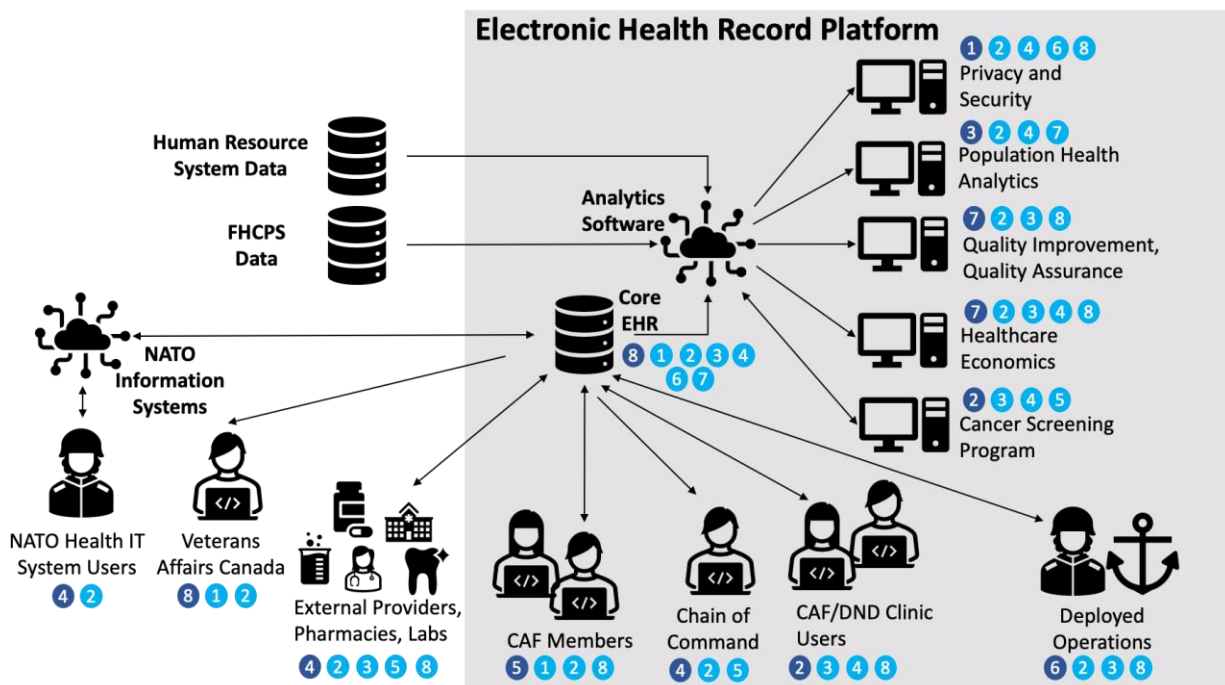 Electronic Health Record Platform
1 2 4 6 8
Privacy and
Security
Human Resource
System Data
3 2 4 7
Population Health
Analytics
Analytics
Software
FHCPS
Data
7 2 3 8
Quality Improvement,
Quality Assurance
Core
EHR
8 1 2 3 4
6 7
7 2 3 4 8
Healthcare
Economics
NATO
Information
Systems
2 3 4 5
Cancer Screening
Program
</>
</>
</>
</>
</>
</>
NATO Health IT
System Users
4 2
Veterans
Affairs Canada
8 1 2
External Providers,
Pharmacies, Labs
4 2 3 5 8
CAF Members
5 1 2 8
Chain of
Command
4 2 5
CAF/DND Clinic
Users
2 3 4 8
Deployed
Operations
6 2 3 8